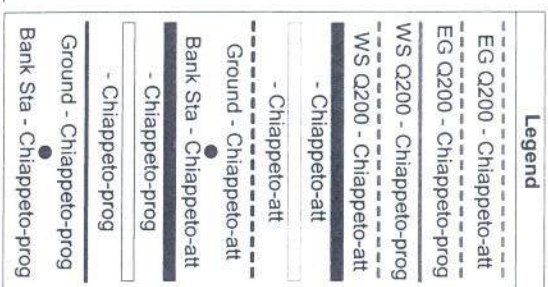 Legend
EG Q200 - Chiappeto-att
EG Q200 - Chiappeto-prog
WS Q200 - Chiappeto-prog
WS Q200 - Chiappeto-att
- Chiappeto-att
- Chiappeto-att
Ground - Chiappeto-att
Bank Sta - Chiappeto-att
- Chiappeto-prog
- Chiappeto-prog
Ground - Chiappeto-prog
Bank Sta - Chiappeto-prog